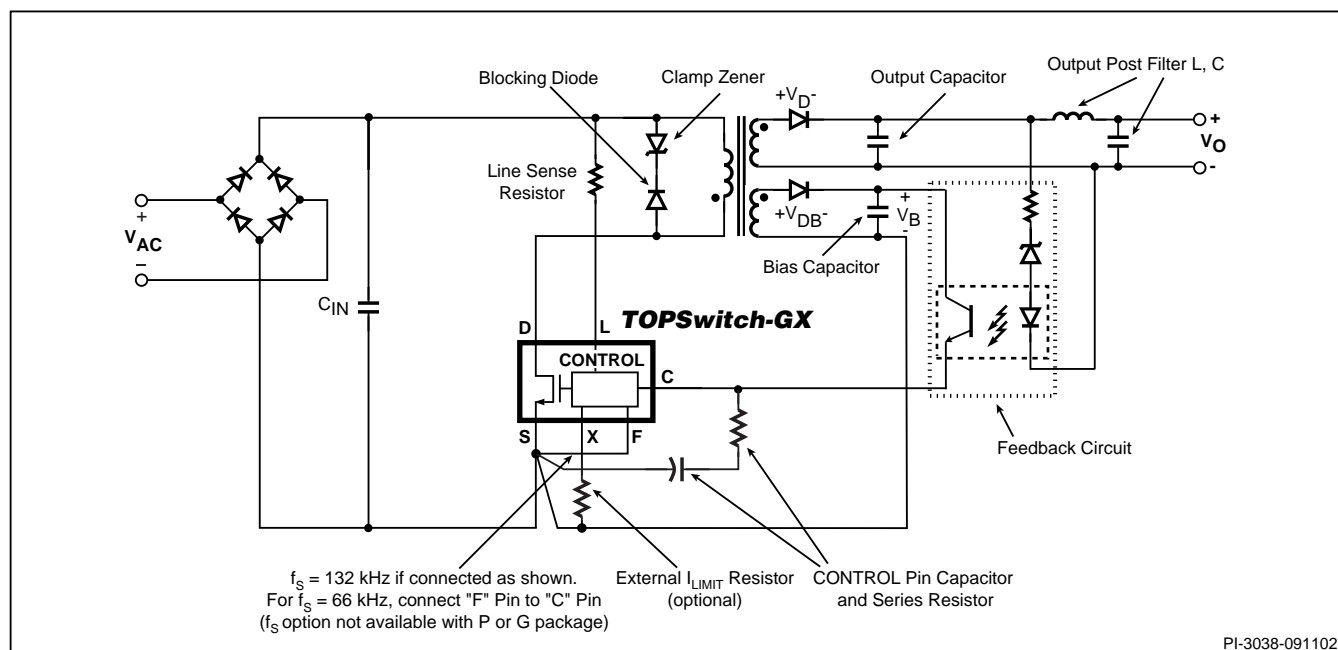 Output Post Filter L, C
Blocking Diode
Clamp Zener
Output Capacitor
+VD-
+
VO
-
Line Sense
Resistor
+
VAC
–
CIN
+VDB-
+
VB
-
Bias Capacitor
TOPSwitch-GX
D
L
CONTROL
C
S
X
F
Feedback Circuit
fS = 132 kHz if connected as shown.
For fS = 66 kHz, connect "F" Pin to "C" Pin
(fS option not available with P or G package)
External ILIMIT Resistor
(optional)
CONTROL Pin Capacitor
and Series Resistor
PI-3038-091102